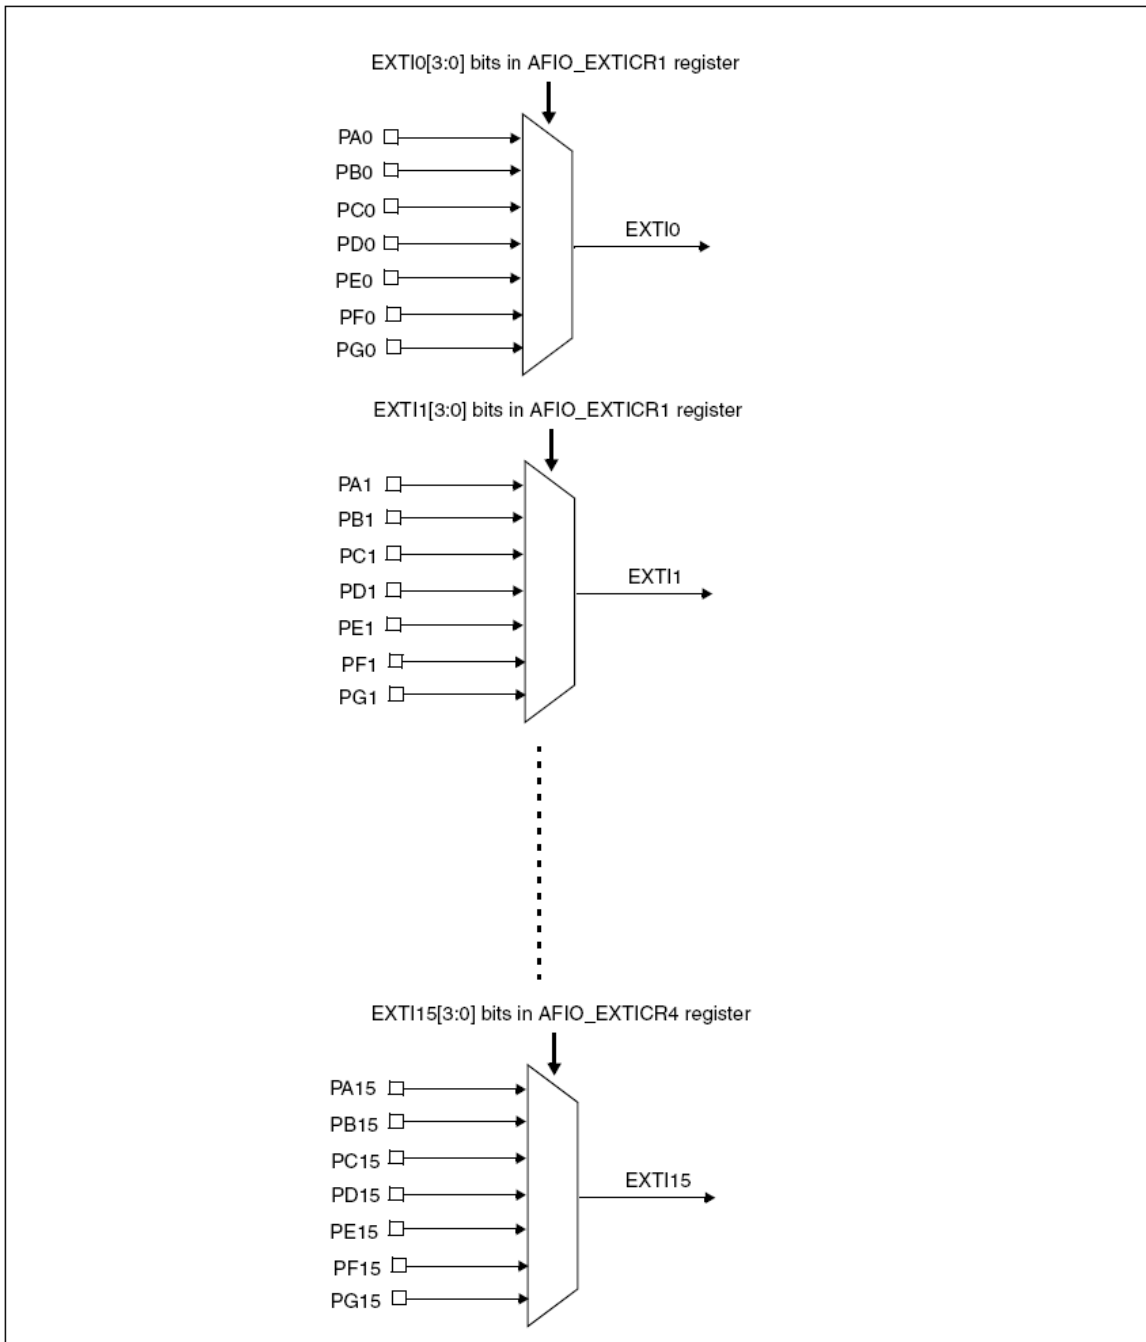 EXTI0[3:0] bits in AFIO_EXTICR1 register
PA0
PB0
PC0
PD0
EXTI0
PE0
PF0
PG0
EXTI1[3:0] bits in AFIO_EXTICR1 register
PA1
PB1
PC1
PD1
EXTI1
PE1
PF1
PG1
EXTI15[3:0] bits in AFIO_EXTICR4 register
PA15
PB15
PC15
PD15
EXTI15
PE15
PF15
PG15